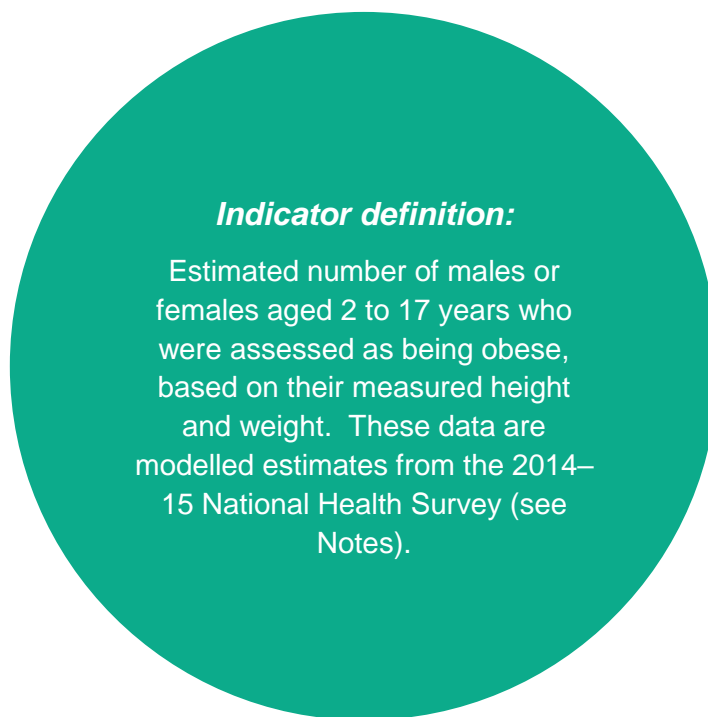 Indicator definition:
Estimated number of males or
females aged 2 to 17 years who
were assessed as being obese,
based on their measured height
and weight.  These data are
modelled estimates from the 2014–
15 National Health Survey (see
Notes).